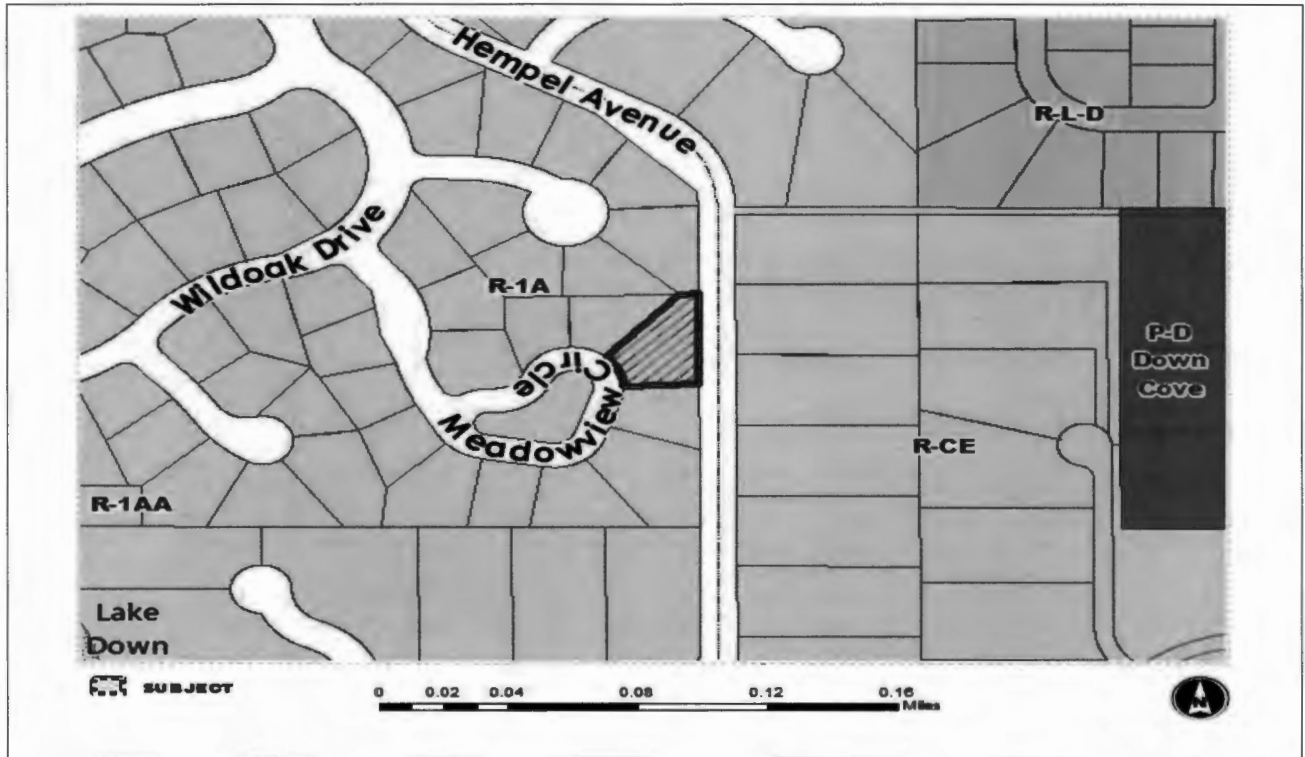 Hempel Avenue
R-L-D
Wildoak Drive
R-1A
P-D
Down
Cove
Meadowview Circle
R-CE
R-1AA
Lake
Down
SUBJECT
0 0.02 0.04 0.08 0.12 0.16
Miles
N